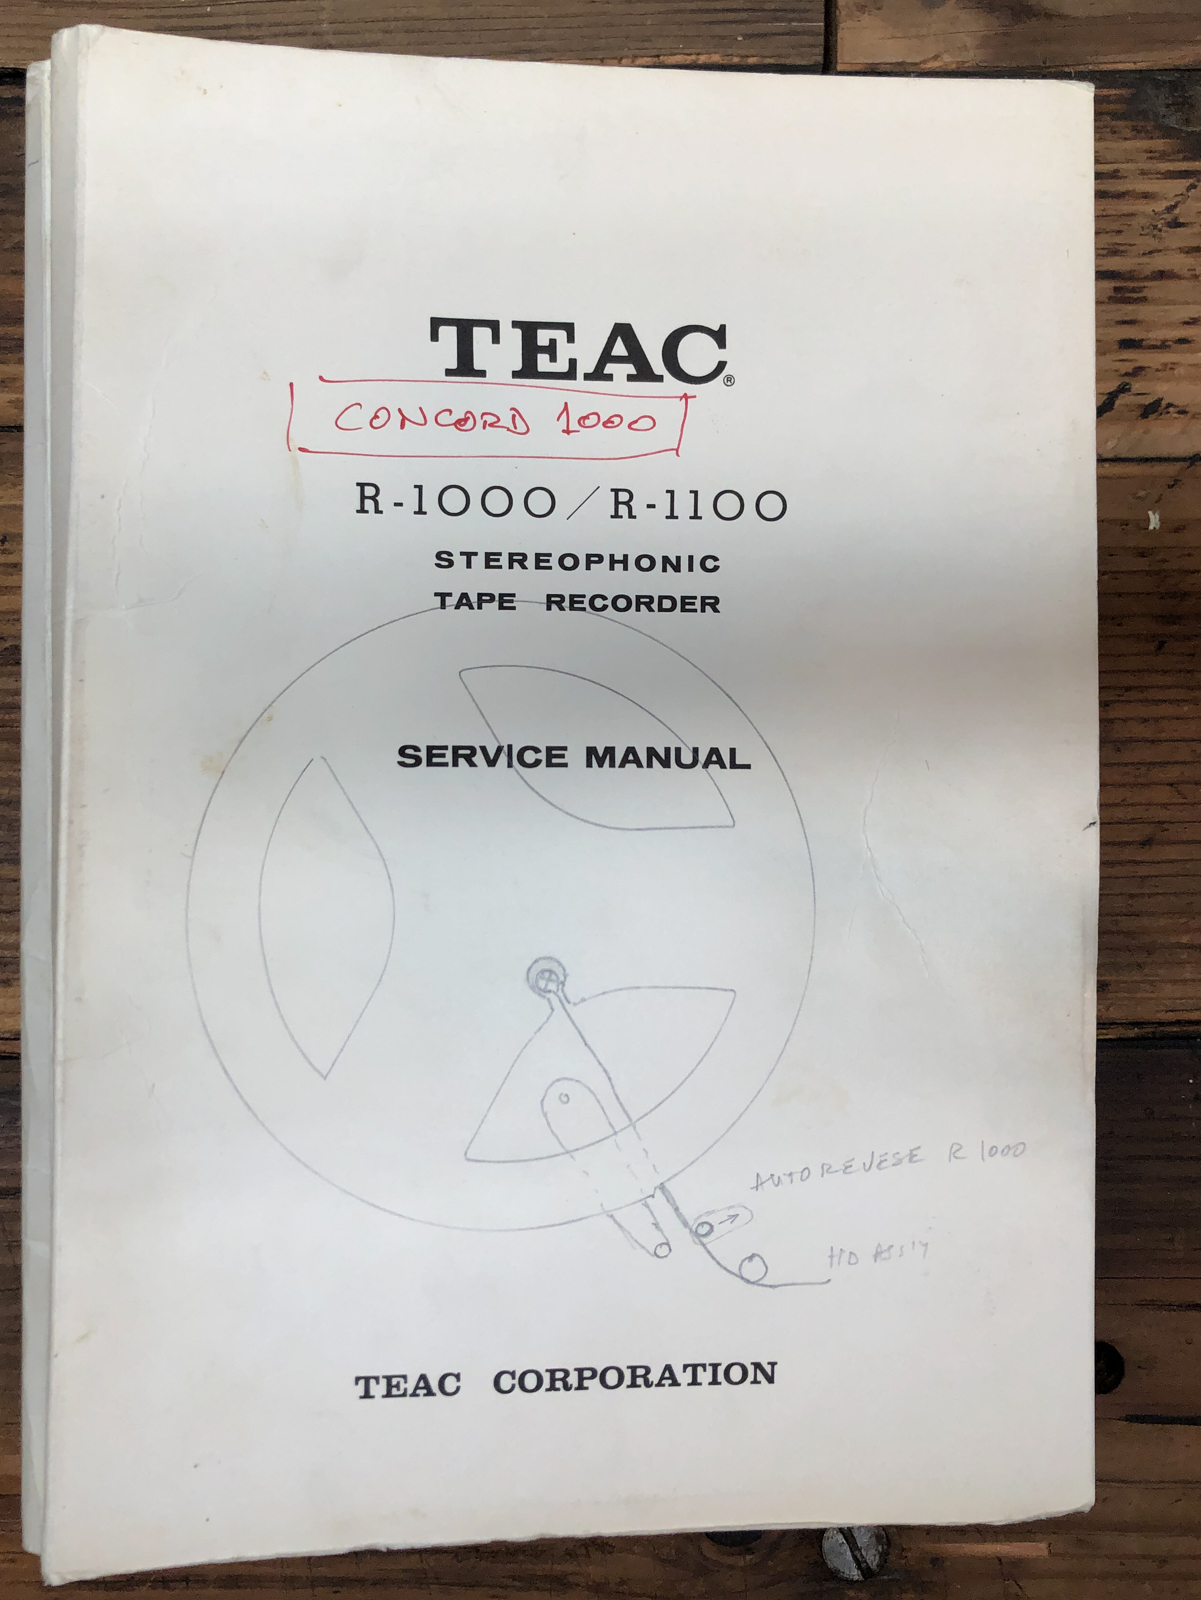 TEAC®
CONCORD 1000
R-1000/R-1100
STEREOPHONIC
TAPE RECORDER
SERVICE MANUAL
AUTOREVESE R 1000
HD ASS'Y
TEAC CORPORATION